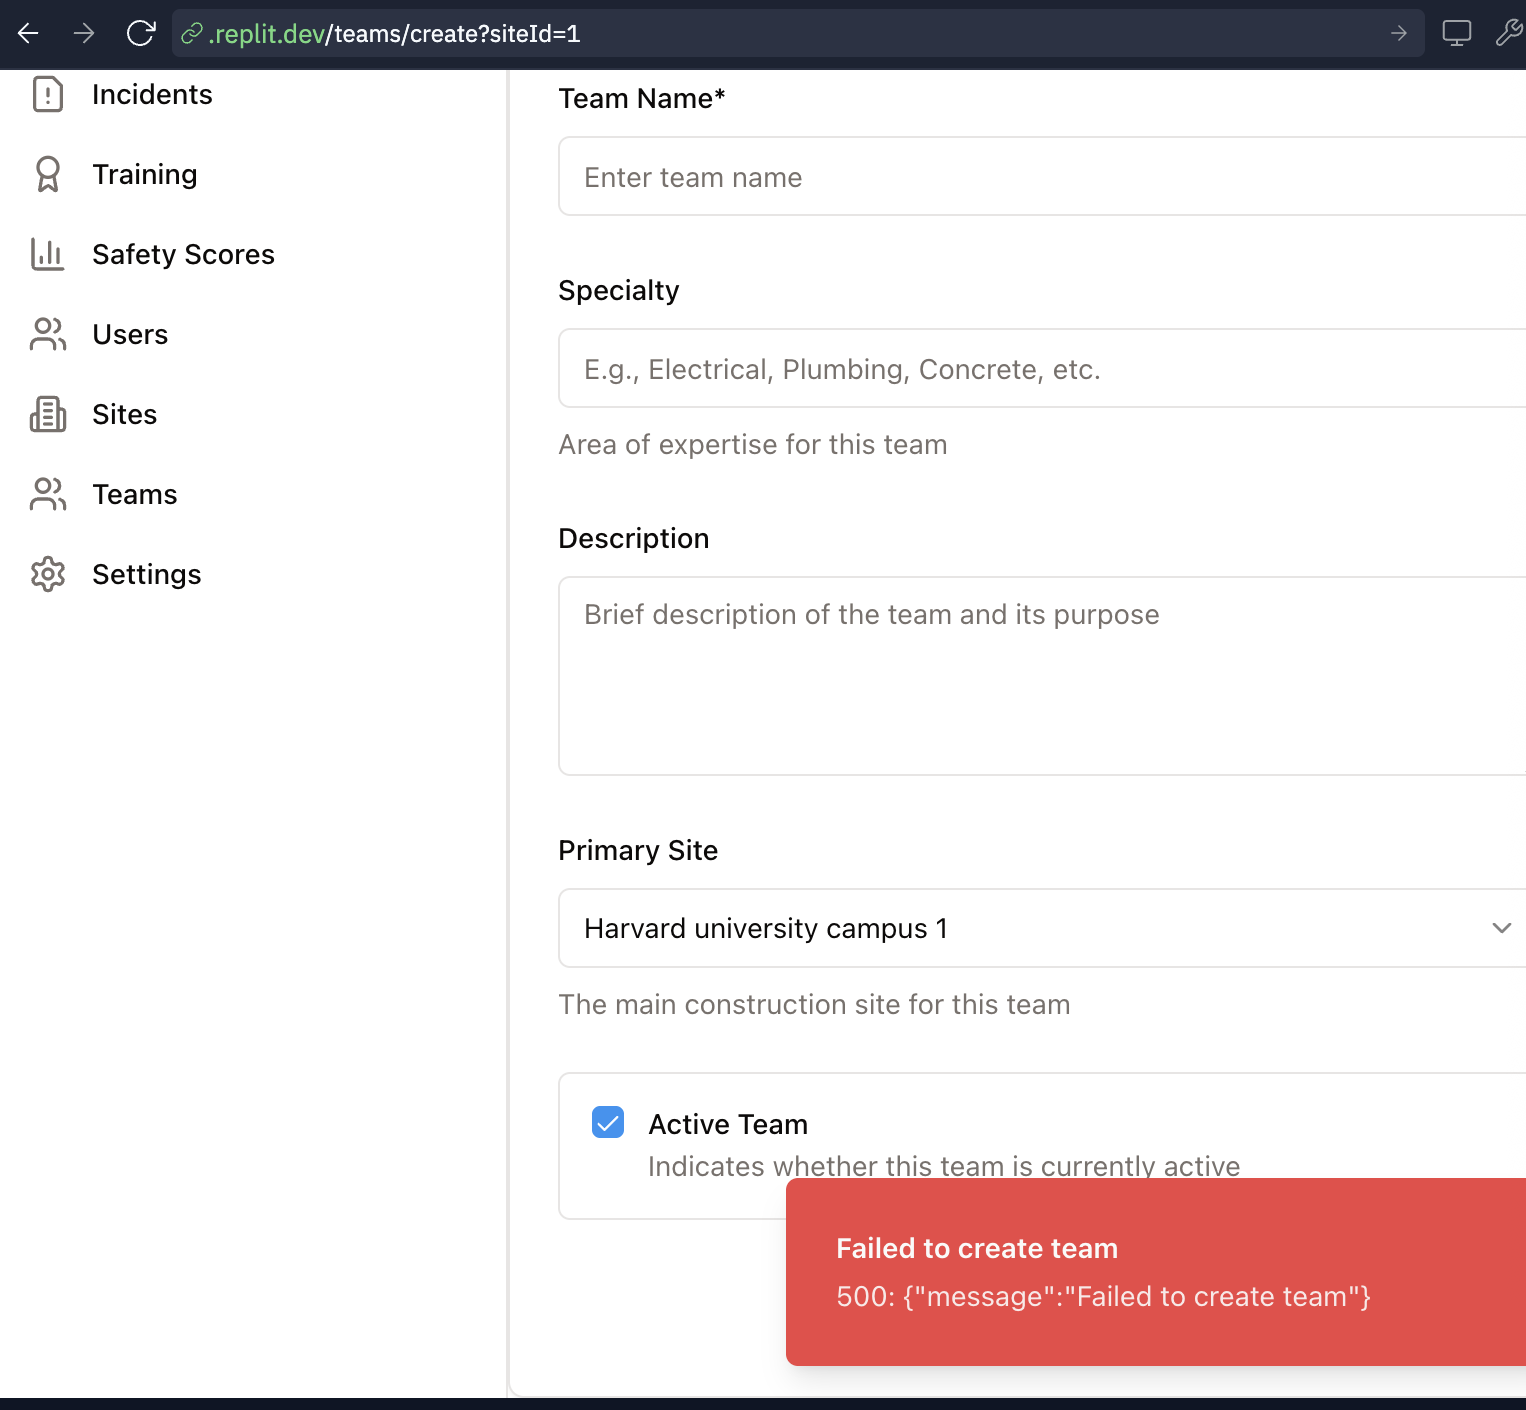 .replit.dev/teams/create?siteId=1
Incidents
Training
Safety Scores
Users
Sites
Teams
Settings
Team Name*
Enter team name
Specialty
E.g., Electrical, Plumbing, Concrete, etc.
Area of expertise for this team
Description
Brief description of the team and its purpose
Primary Site
Harvard university campus 1
The main construction site for this team
Active Team
Indicates whether this team is currently active
Failed to create team
500: {"message":"Failed to create team"}